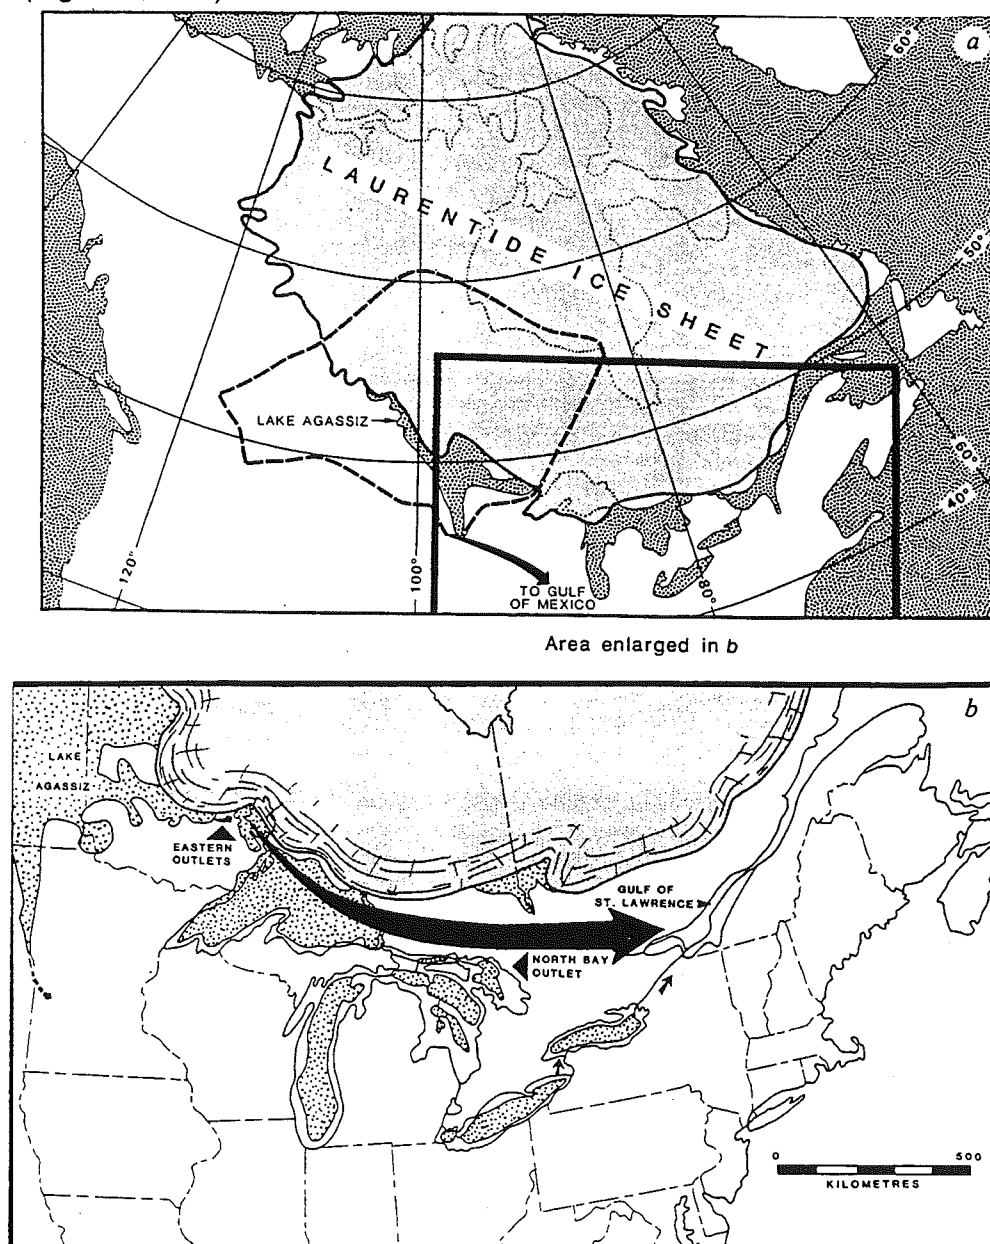 a
60°
LAURENTIDE ICE SHEET
50°
LAKE AGASSIZ
60°
40°
120°
100°
80°
TO GULF
OF MEXICO
Area enlarged in b
b
LAKE
AGASSIZ
EASTERN
OUTLETS
GULF OF
ST. LAWRENCE
NORTH BAY
OUTLET
0 500
KILOMETRES